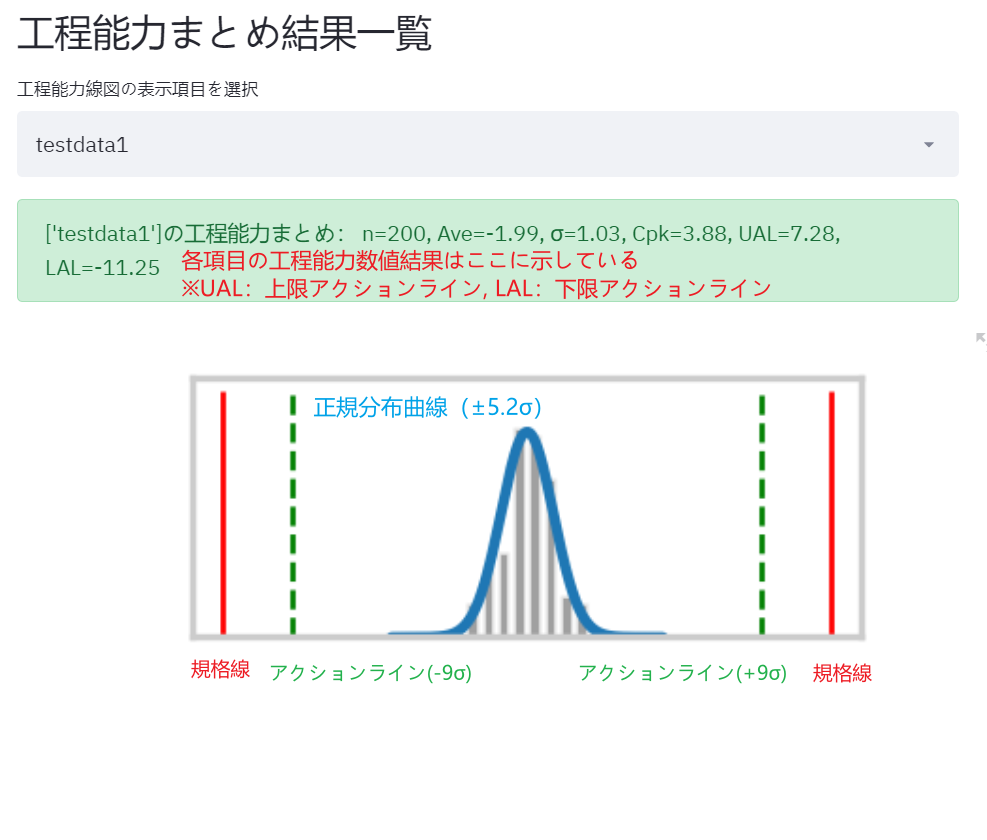 工程能力まとめ結果一覧
工程能力線図の表示項目を選択
testdata1
['testdata1']の工程能力まとめ： n=200, Ave=-1.99, σ=1.03, Cpk=3.88, UAL=7.28,
LAL=-11.25
各項目の工程能力数値結果はここに示している
※UAL：上限アクションライン, LAL：下限アクションライン
正規分布曲線（±5.2σ）
規格線
アクションライン(-9σ)
アクションライン(+9σ)
規格線